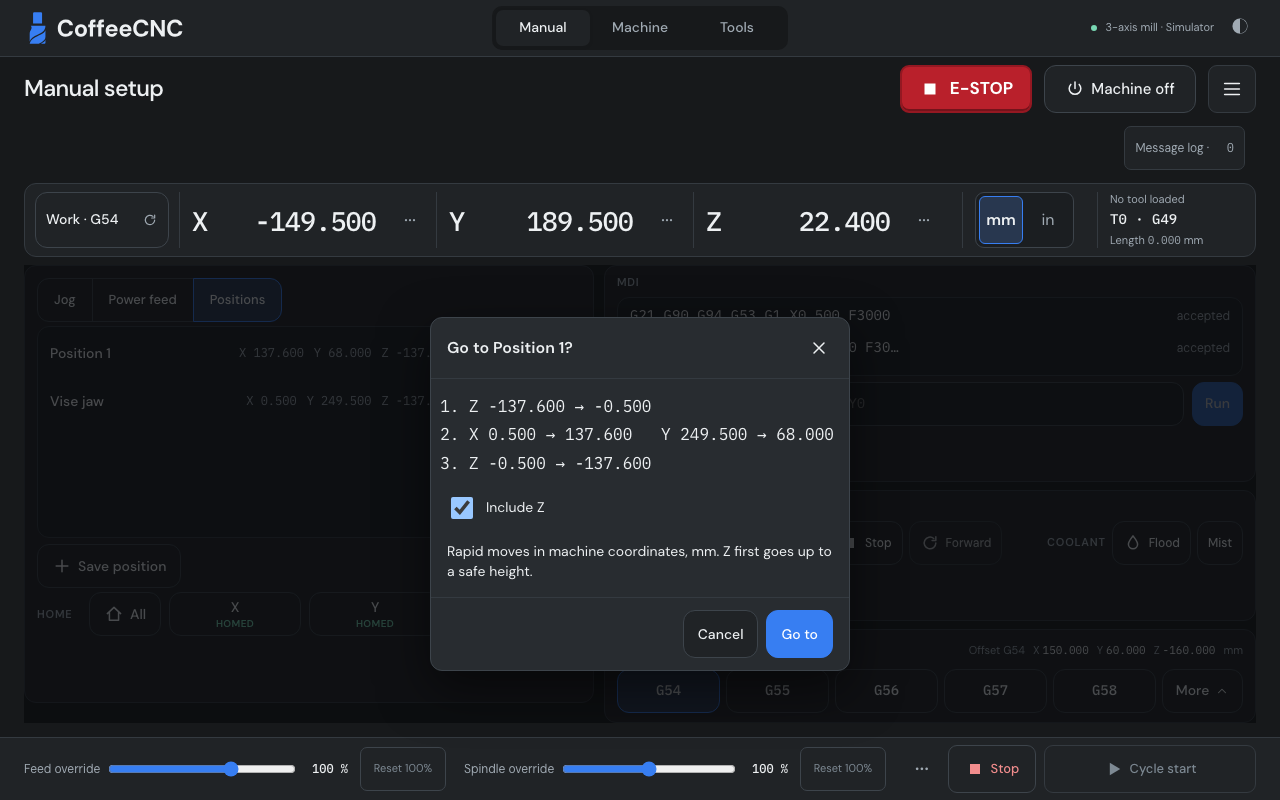 CoffeeCNC
Manual Machine Tools
3-axis mill · Simulator
Manual setup
E-STOP
Machine off
Message log · 0
Work · G54
X -149.500 ...
Y 189.500 ...
Z 22.400 ...
mm in
No tool loaded
T0 · G49
Length 0.000 mm
Jog Power feed Positions
Position 1 X 137.600 Y 68.000 Z -137.
Vise jaw X 0.500 Y 249.500 Z -137.
Save position
HOME All X HOMED Y HOMED
MDI
G21 G90 G94 G53 G1 X0.500 F3000 accepted
0 F30… accepted
Y0 Run
Stop Forward COOLANT Flood Mist
Offset G54 X 150.000 Y 60.000 Z -160.000 mm
G54 G55 G56 G57 G58 More
Go to Position 1?
1. Z -137.600 → -0.500
2. X 0.500 → 137.600 Y 249.500 → 68.000
3. Z -0.500 → -137.600
Include Z
Rapid moves in machine coordinates, mm. Z first goes up to
a safe height.
Cancel Go to
Feed override 100 % Reset 100% Spindle override 100 % Reset 100% ... Stop Cycle start